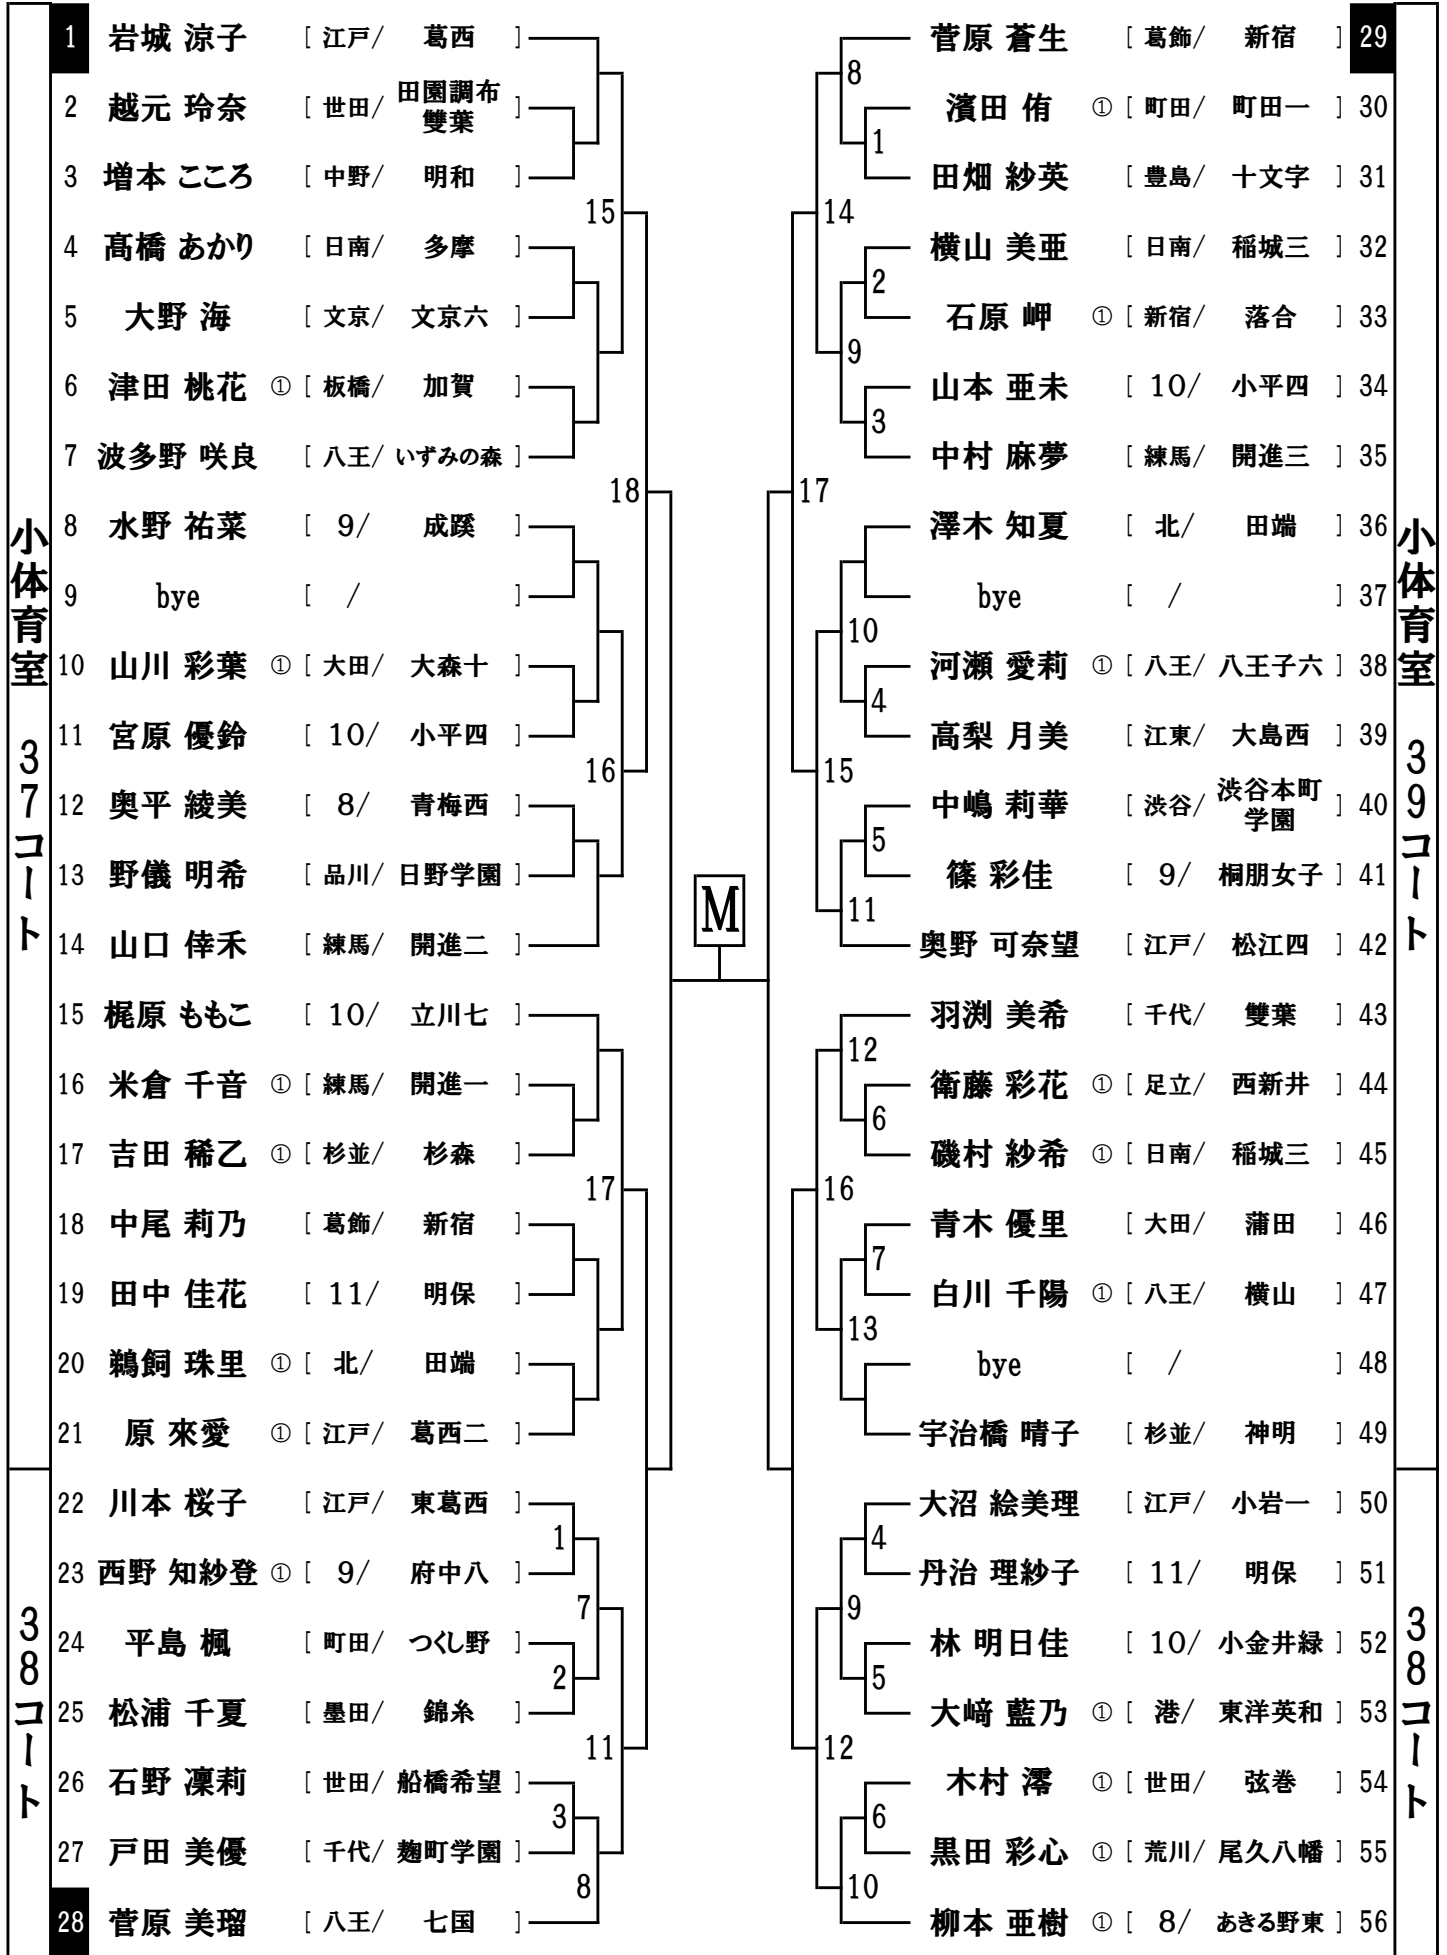 1 岩城 涼子 [ 江戸/ 葛西 ]
2 越元 玲奈 [ 世田/ 田園調布雙葉 ]
3 増本 こころ [ 中野/ 明和 ]
15
4 髙橋 あかり [ 日南/ 多摩 ]
5 大野 海 [ 文京/ 文京六 ]
6 津田 桃花 ① [ 板橋/ 加賀 ]
7 波多野 咲良 [ 八王/ いずみの森 ]
18
8 水野 祐菜 [ 9/ 成蹊 ]
9 bye [ / ]
10 山川 彩葉 ① [ 大田/ 大森十 ]
11 宮原 優鈴 [ 10/ 小平四 ]
16
12 奥平 綾美 [ 8/ 青梅西 ]
13 野儀 明希 [ 品川/ 日野学園 ]
14 山口 倖禾 [ 練馬/ 開進二 ]
15 梶原 ももこ [ 10/ 立川七 ]
16 米倉 千音 ① [ 練馬/ 開進一 ]
17 吉田 稀乙 ① [ 杉並/ 杉森 ]
17
18 中尾 莉乃 [ 葛飾/ 新宿 ]
19 田中 佳花 [ 11/ 明保 ]
20 鵜飼 珠里 ① [ 北/ 田端 ]
21 原 來愛 ① [ 江戸/ 葛西二 ]
小体育室 37コート
22 川本 桜子 [ 江戸/ 東葛西 ]
1
23 西野 知紗登 ① [ 9/ 府中八 ]
7
24 平島 楓 [ 町田/ つくし野 ]
2
25 松浦 千夏 [ 墨田/ 錦糸 ]
11
26 石野 凜莉 [ 世田/ 船橋希望 ]
3
27 戸田 美優 [ 千代/ 麹町学園 ]
8
28 菅原 美瑠 [ 八王/ 七国 ]
38コート
M
菅原 蒼生 [ 葛飾/ 新宿 ] 29
8
濱田 侑 ① [ 町田/ 町田一 ] 30
1
田畑 紗英 [ 豊島/ 十文字 ] 31
14
横山 美亜 [ 日南/ 稲城三 ] 32
2
石原 岬 ① [ 新宿/ 落合 ] 33
9
山本 亜未 [ 10/ 小平四 ] 34
3
中村 麻夢 [ 練馬/ 開進三 ] 35
17
澤木 知夏 [ 北/ 田端 ] 36
bye [ / ] 37
10
河瀬 愛莉 ① [ 八王/ 八王子六 ] 38
4
高梨 月美 [ 江東/ 大島西 ] 39
15
中嶋 莉華 [ 渋谷/ 渋谷本町学園 ] 40
5
篠 彩佳 [ 9/ 桐朋女子 ] 41
11
奥野 可奈望 [ 江戸/ 松江四 ] 42
羽渕 美希 [ 千代/ 雙葉 ] 43
12
衛藤 彩花 ① [ 足立/ 西新井 ] 44
6
磯村 紗希 ① [ 日南/ 稲城三 ] 45
16
青木 優里 [ 大田/ 蒲田 ] 46
7
白川 千陽 ① [ 八王/ 横山 ] 47
13
bye [ / ] 48
宇治橋 晴子 [ 杉並/ 神明 ] 49
小体育室 39コート
大沼 絵美理 [ 江戸/ 小岩一 ] 50
4
丹治 理紗子 [ 11/ 明保 ] 51
9
林 明日佳 [ 10/ 小金井緑 ] 52
5
大﨑 藍乃 ① [ 港/ 東洋英和 ] 53
12
木村 澪 ① [ 世田/ 弦巻 ] 54
6
黒田 彩心 ① [ 荒川/ 尾久八幡 ] 55
10
柳本 亜樹 ① [ 8/ あきる野東 ] 56
38コート